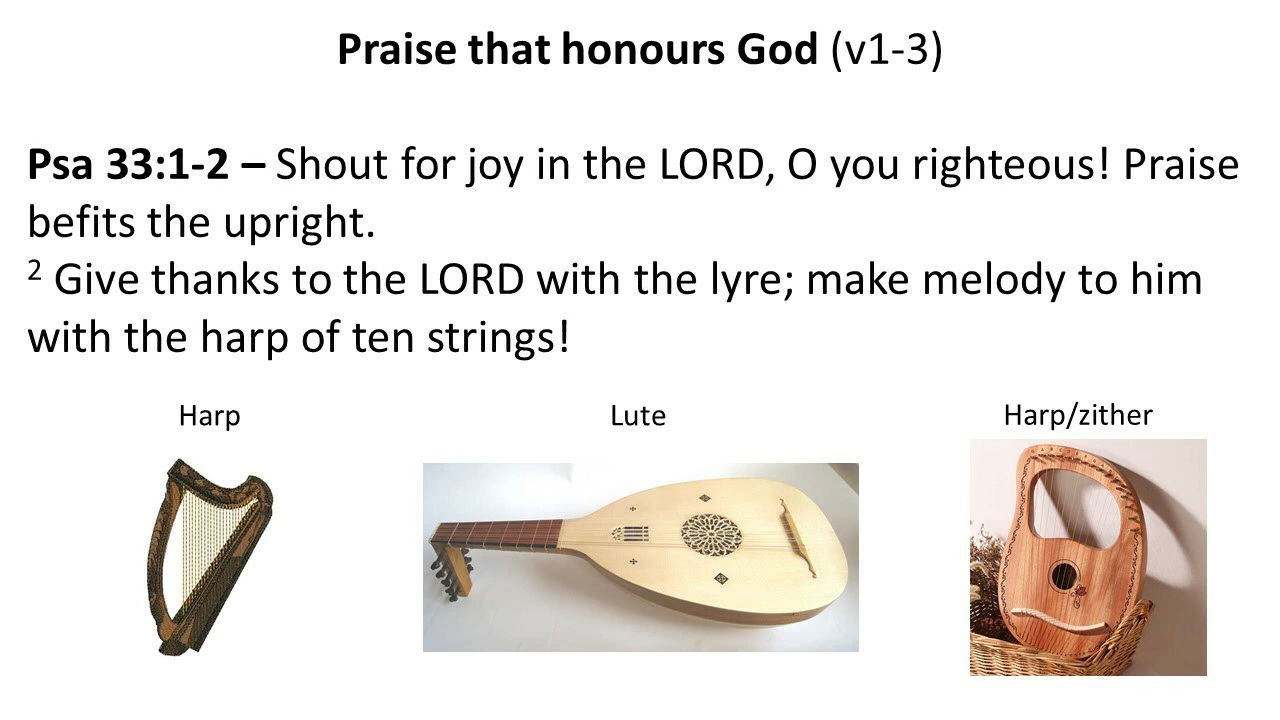 Praise that honours God (v1-3)
Psa 33:1-2 – Shout for joy in the LORD, O you righteous! Praise
befits the upright.
² Give thanks to the LORD with the lyre; make melody to him
with the harp of ten strings!
Harp
Lute
Harp/zither